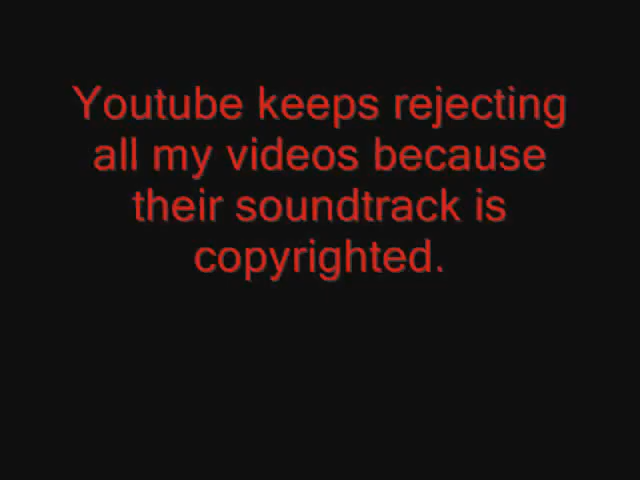 Youtube keeps rejecting
all my videos because
their soundtrack is
copyrighted.